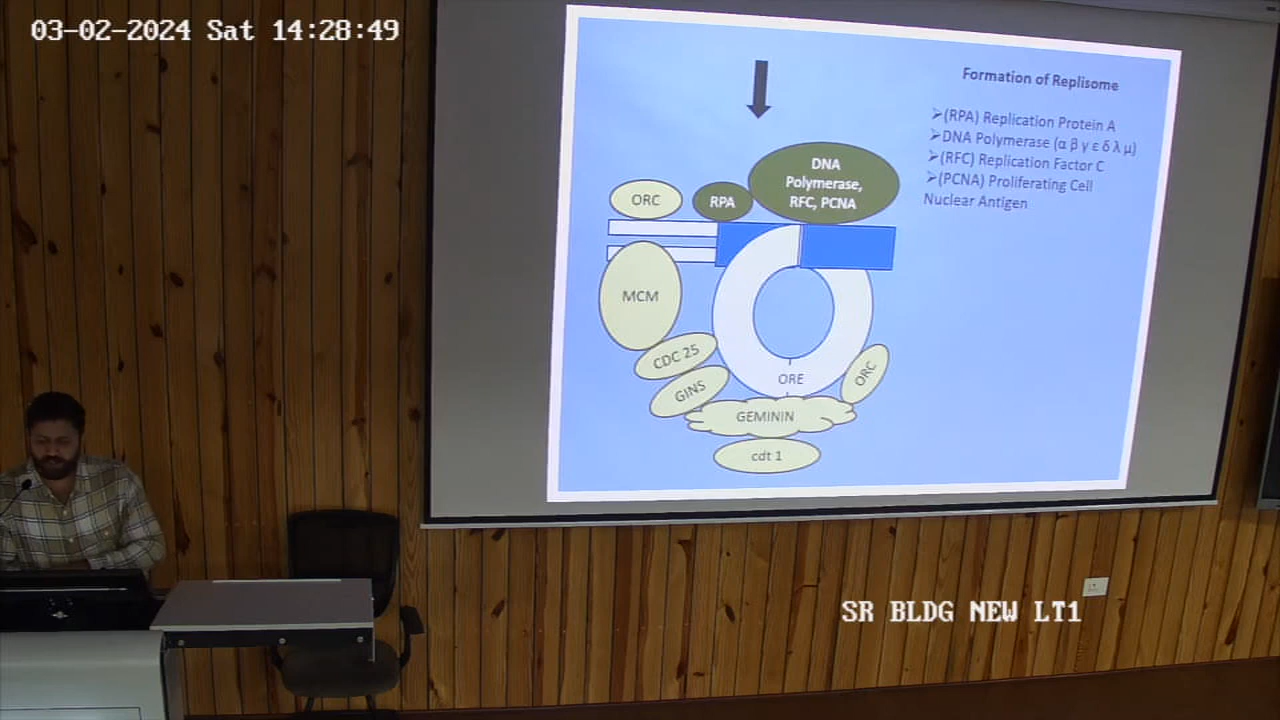 03-02-2024 Sat 14:28:49
Formation of Replisome
➢(RPA) Replication Protein A
➢DNA Polymerase (α β γ ε δ λ μ)
➢(RFC) Replication Factor C
➢(PCNA) Proliferating Cell
Nuclear Antigen
DNA
Polymerase,
RFC, PCNA
ORC
RPA
MCM
CDC 25
GINS
ORE
ORC
GEMININ
cdt 1
SR BLDG NEW LT1